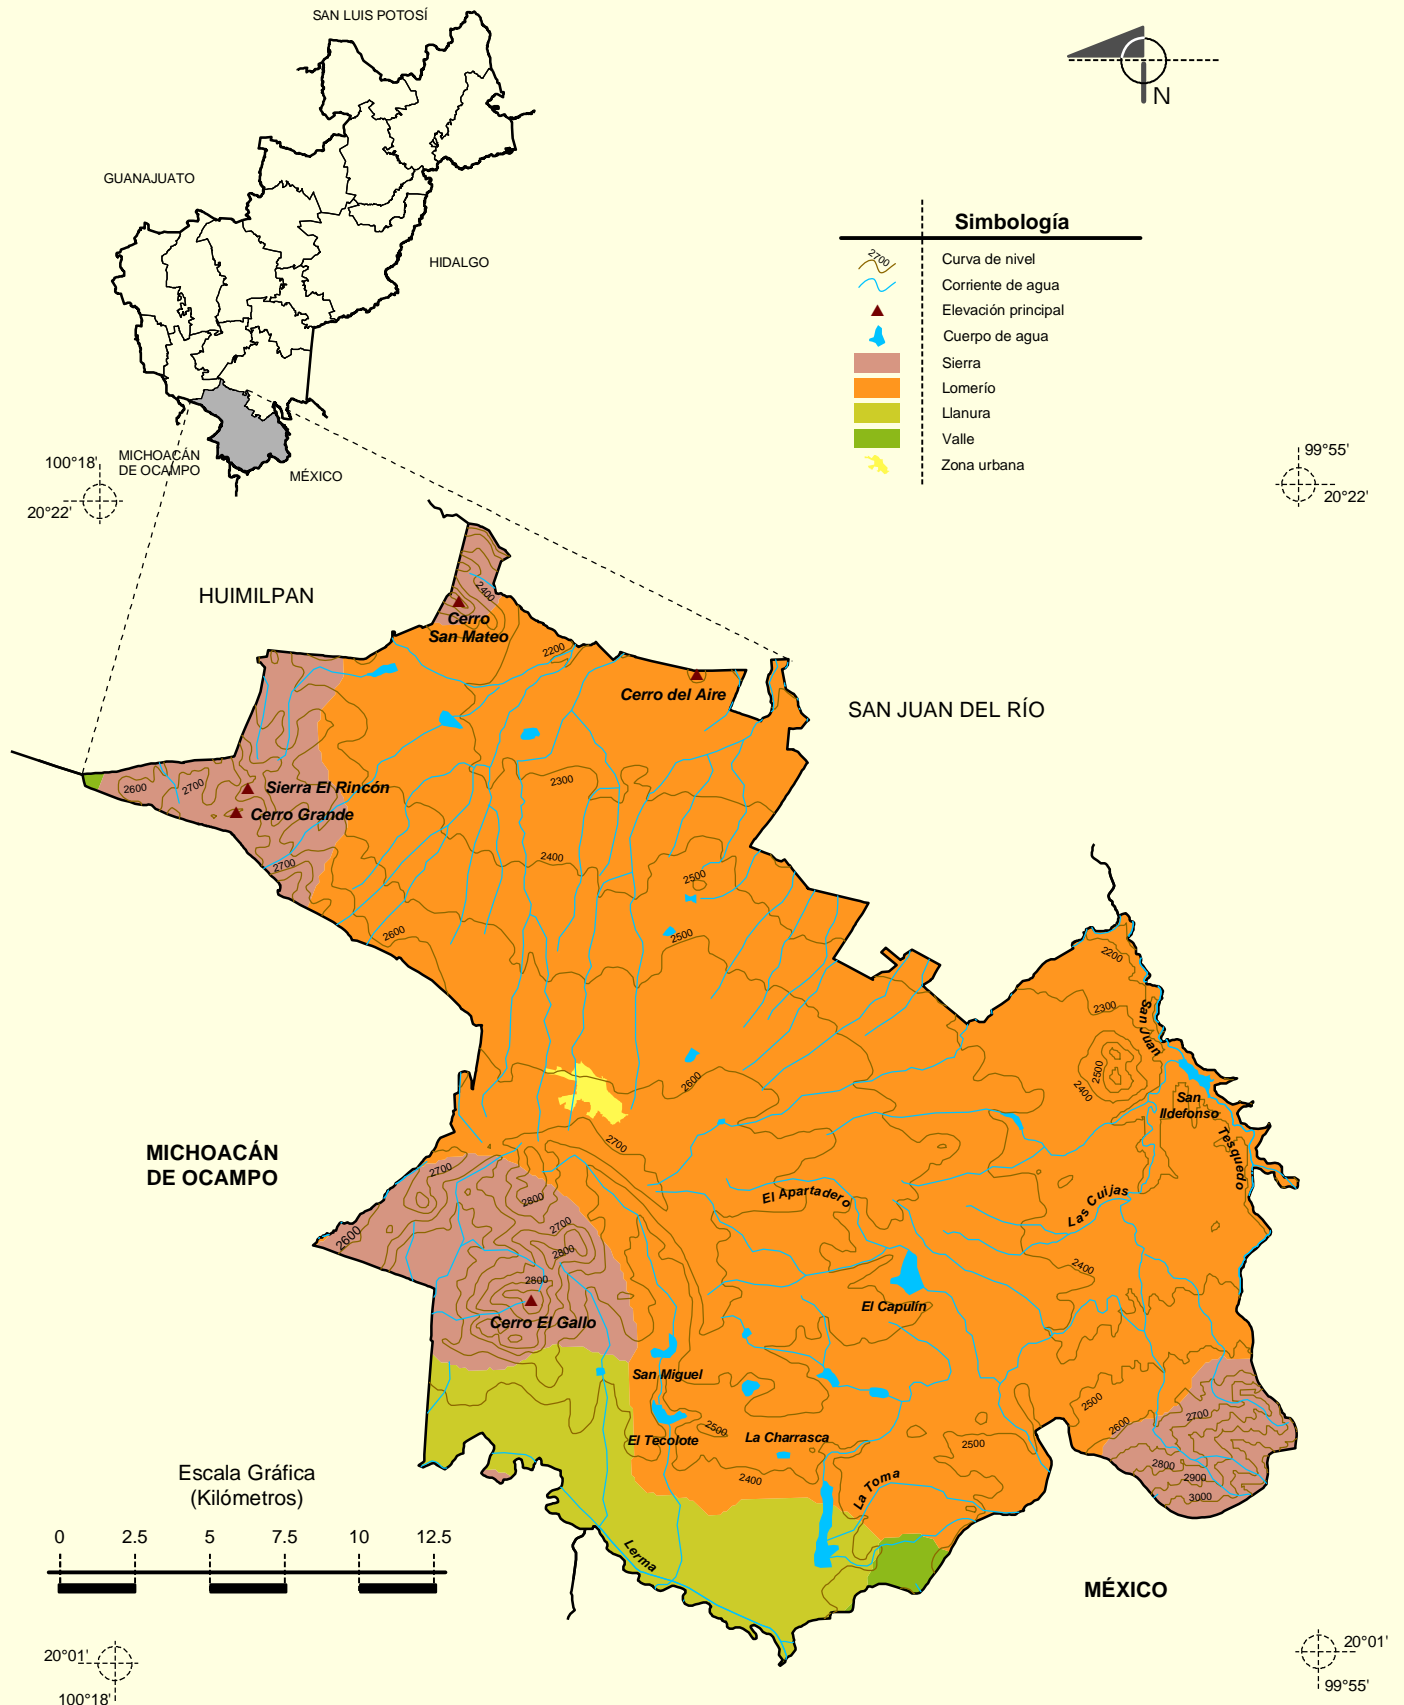 SAN LUIS POTOSÍ
GUANAJUATO
HIDALGO
MICHOACÁN
DE OCAMPO
MÉXICO
N
Simbología
2700
Curva de nivel
Corriente de agua
Elevación principal
Cuerpo de agua
Sierra
Lomerío
Llanura
Valle
Zona urbana
100°18'
20°22'
99°55'
20°22'
HUIMILPAN
SAN JUAN DEL RÍO
2400
Cerro
San Mateo
2200
Cerro del Aire
2600
2700
Sierra El Rincón
Cerro Grande
2300
2700
2400
2500
2600
2500
2200
2300
San Juan
2500
2400
2600
San
Ildefonso
Tesquedo
MICHOACÁN
DE OCAMPO
2700
2700
2800
2700
2600
2800
2800
El Apartadero
Las Cuijas
2400
Cerro El Gallo
El Capulín
San Miguel
2500
El Tecolote
La Charrasca
2400
2500
La Toma
2500
2600
2700
2800
2900
3000
Lerma
Escala Gráfica
(Kilómetros)
0 2.5 5 7.5 10 12.5
MÉXICO
20°01'
100°18'
20°01'
99°55'